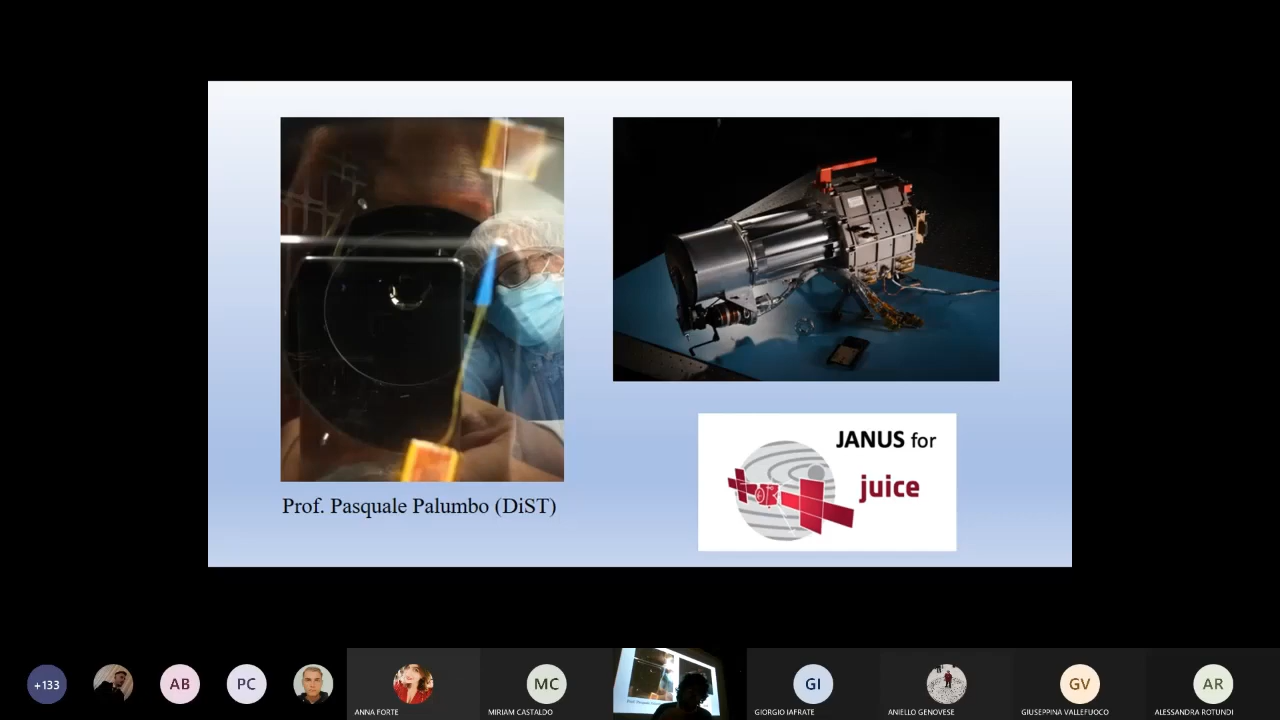 JANUS for
juice
Prof. Pasquale Palumbo (DiST)
+133
AB
PC
ANNA FORTE
MC
MIRIAM CASTALDO
GI
GIORGIO IAFRATE
ANIELLO GENOVESE
GV
GIUSEPPINA VALLEFUOCO
AR
ALESSANDRA ROTUNDI